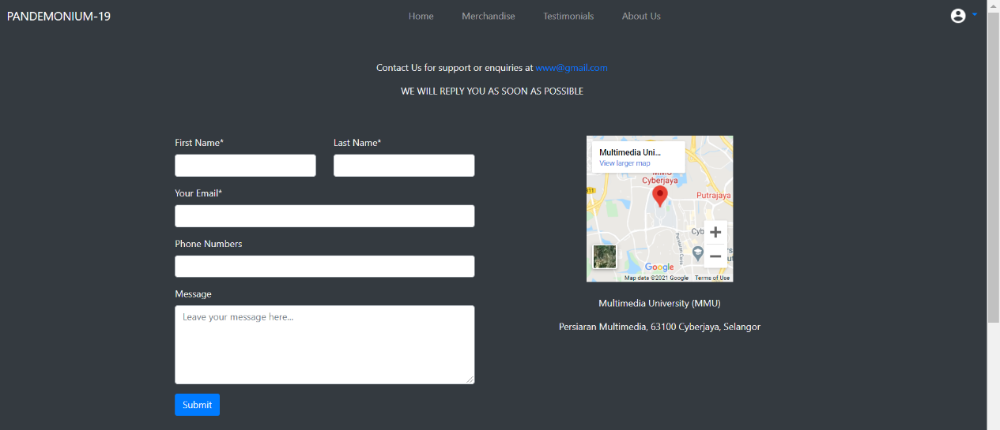 PANDEMONIUM-19
Home Merchandise Testimonials About Us
Contact Us for support or enquiries at www@gmail.com
WE WILL REPLY YOU AS SOON AS POSSIBLE
First Name* Last Name*
Your Email*
Phone Numbers
Message
Leave your message here...
Submit
Multimedia Uni...
View larger map
MMU
Cyberjaya
Putrajaya
Cyb
Google
Map data ©2021 Google Terms of Use
Multimedia University (MMU)
Persiaran Multimedia, 63100 Cyberjaya, Selangor